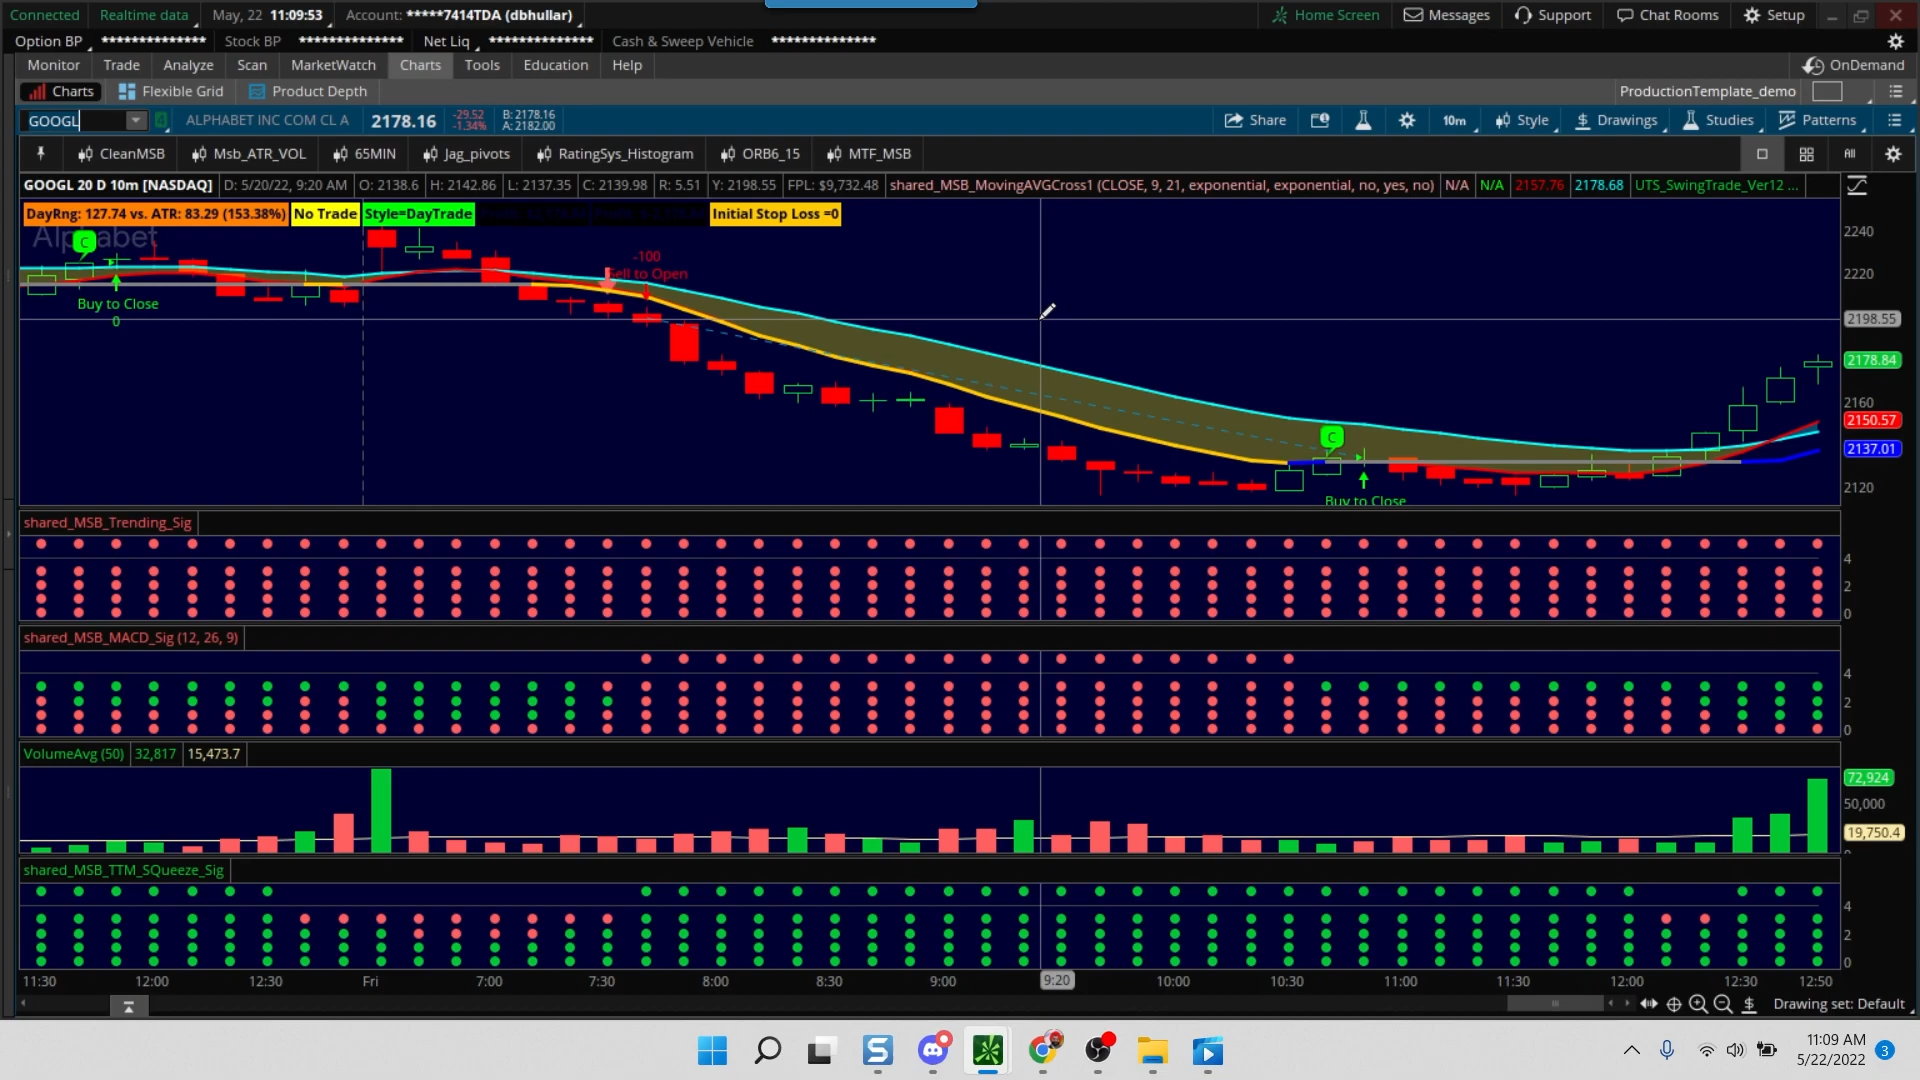 Connected Realtime data May, 22 11:09:53 Account: *****7414TDA (dbhullar) Home Screen Messages Support Chat Rooms Setup
Option BP ************** Stock BP ************** Net Liq ************** Cash & Sweep Vehicle **************
Monitor Trade Analyze Scan MarketWatch Charts Tools Education Help OnDemand
Charts Flexible Grid Product Depth ProductionTemplate_demo
GOOGL 4 ALPHABET INC COM CL A 2178.16 -29.52 -1.34% B: 2178.16 A: 2182.00 Share 10m Style Drawings Studies Patterns
CleanMSB Msb_ATR_VOL 65MIN Jag_pivots RatingSys_Histogram ORB6_15 MTF_MSB All
GOOGL 20 D 10m [NASDAQ] D: 5/20/22, 9:20 AM O: 2138.6 H: 2142.86 L: 2137.35 C: 2139.98 R: 5.51 Y: 2198.55 FPL: $9,732.48 shared_MSB_MovingAVGCross1 (CLOSE, 9, 21, exponential, exponential, no, yes, no) N/A N/A 2157.76 2178.68 UTS_SwingTrade_Ver12 ...
DayRng: 127.74 vs. ATR: 83.29 (153.38%) No Trade Style=DayTrade Initial Stop Loss =0
Alphabet
C
Buy to Close
0
-100
Sell to Open
C
Buy to Close
2240
2220
2198.55
2178.84
2160
2150.57
2137.01
2120
shared_MSB_Trending_Sig
4
2
0
shared_MSB_MACD_Sig (12, 26, 9)
4
2
0
VolumeAvg (50) 32,817 15,473.7
72,924
50,000
19,750.4
shared_MSB_TTM_SQueeze_Sig
4
2
0
11:30 12:00 12:30 Fri 7:00 7:30 8:00 8:30 9:00 9:20 10:00 10:30 11:00 11:30 12:00 12:30 12:50
Drawing set: Default
11:09 AM
5/22/2022
3